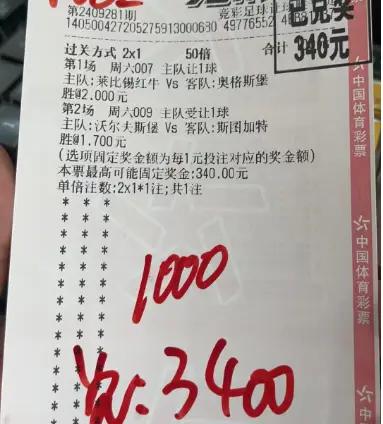 第2409281期
竞彩足球让球
140500427205275913000680 4976552
过关方式 2x1 50倍 合计
已兑奖
340元
第1场 周六007 主队让1球
主队:莱比锡红牛 Vs 客队:奥格斯堡
胜@2.000元
第2场 周六009 主队受让1球
主队:沃尔夫斯堡 Vs 客队:斯图加特
胜@1.700元
(选项固定奖金额为每1元投注对应的奖金额)
本票最高可能固定奖金:340.00元
单倍注数:2x1*1注;共1注
1000
3400
中国体育彩票
中国体育彩票
中国体育彩票